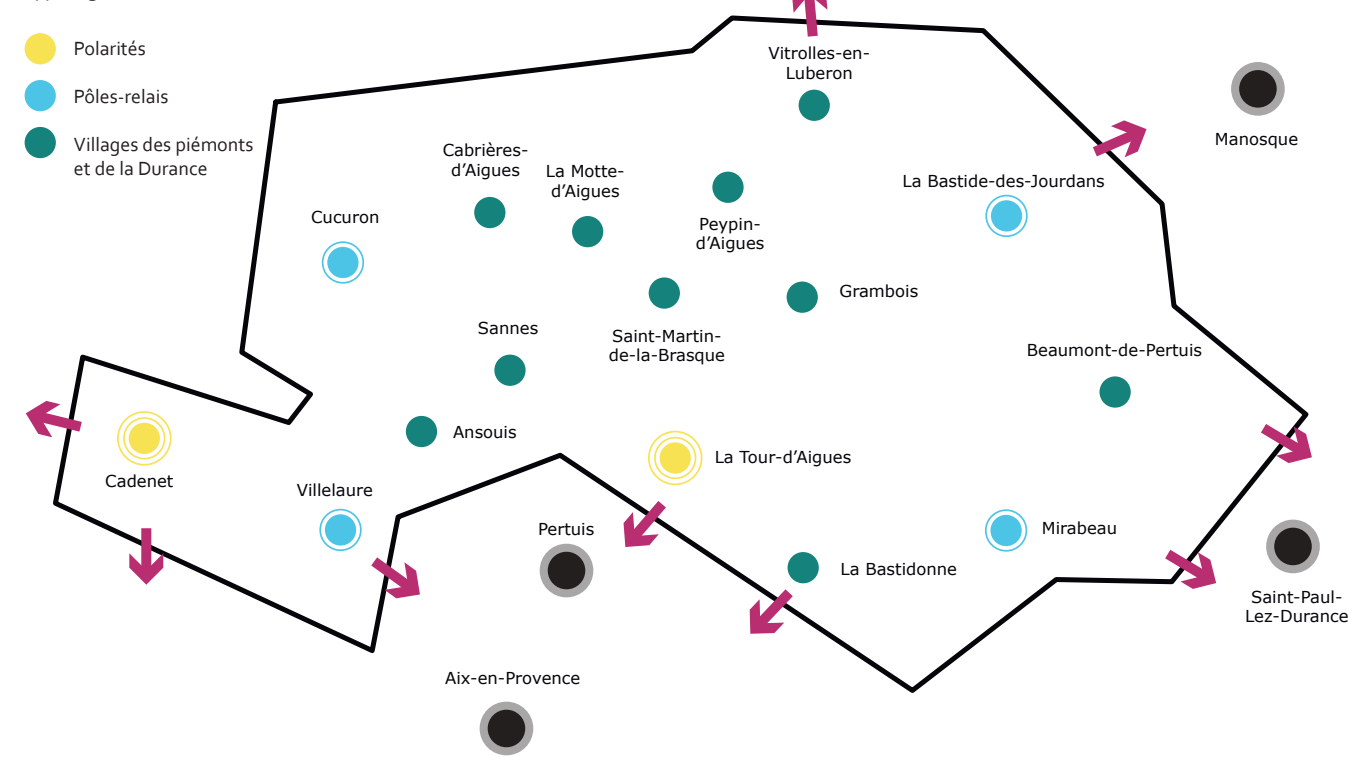 Polarités
Pôles-relais
Villages des piémonts
et de la Durance
Vitrolles-en-
Luberon
Manosque
Cabrières-
d'Aigues
La Motte-
d'Aigues
La Bastide-des-Jourdans
Cucuron
Peypin-
d'Aigues
Grambois
Sannes
Saint-Martin-
de-la-Brasque
Beaumont-de-Pertuis
Ansouis
La Tour-d'Aigues
Cadenet
Villelaure
Pertuis
Mirabeau
La Bastidonne
Saint-Paul-
Lez-Durance
Aix-en-Provence